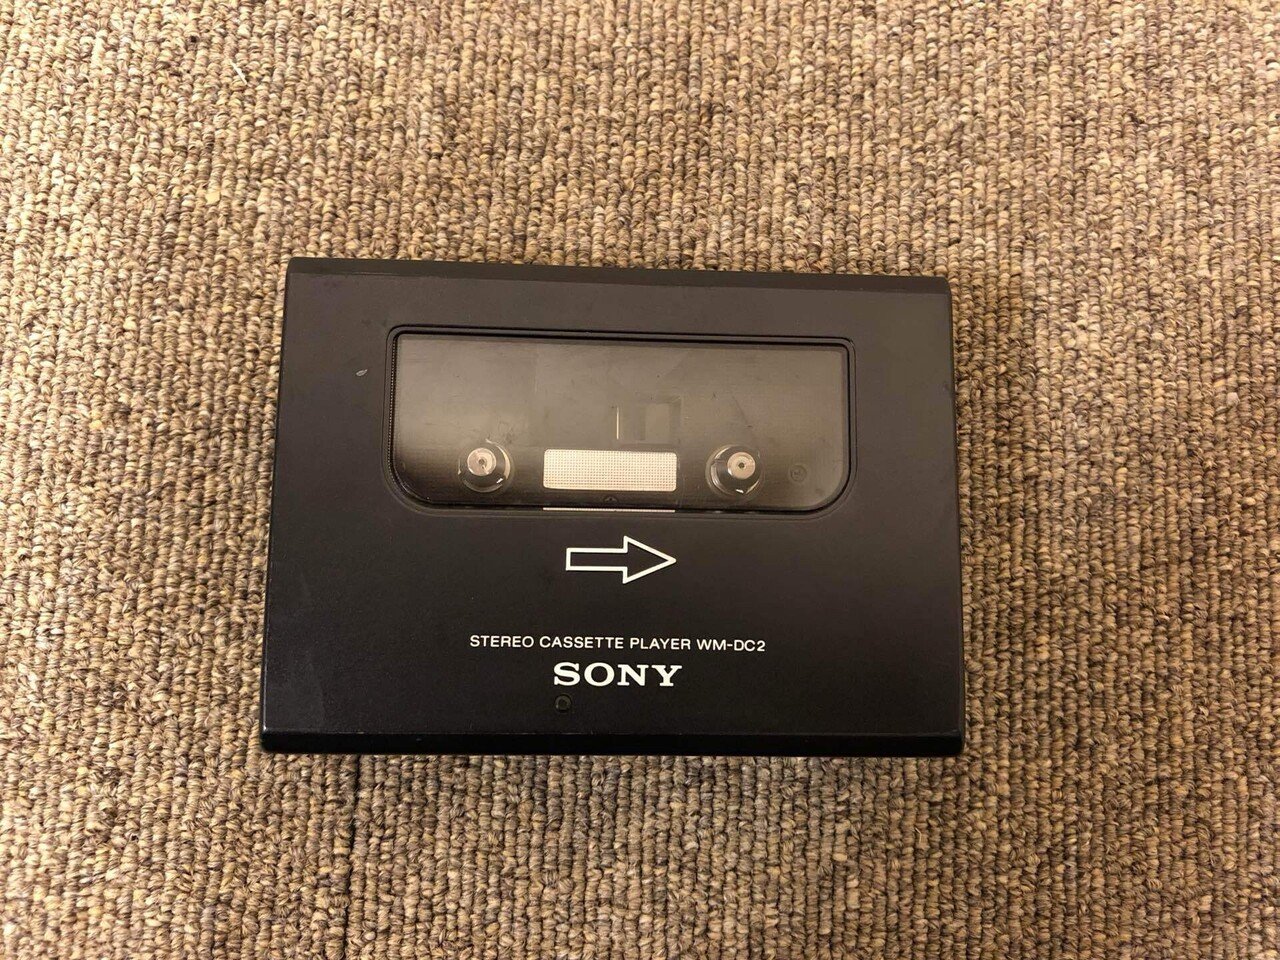 STEREO CASSETTE PLAYER WM-DC2
SONY